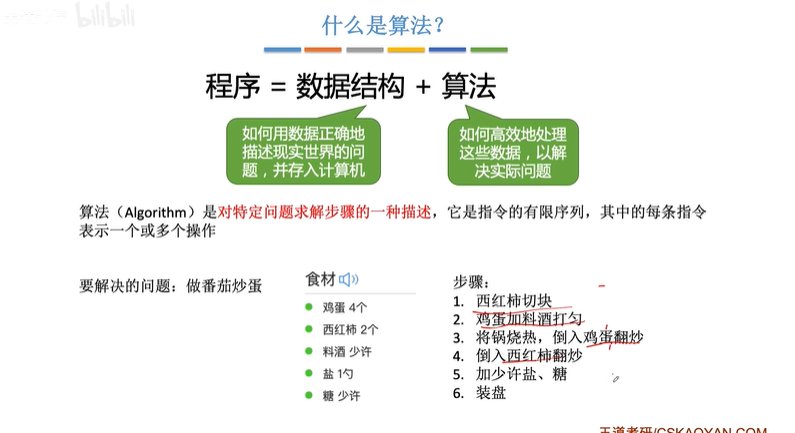 bilibili
什么是算法？
程序 = 数据结构 + 算法
如何用数据正确地
描述现实世界的问
题，并存入计算机
如何高效地处理
这些数据，以解
决实际问题
算法（Algorithm）是对特定问题求解步骤的一种描述，它是指令的有限序列，其中的每条指令
表示一个或多个操作
要解决的问题：做番茄炒蛋
食材
鸡蛋 4个
西红柿 2个
料酒 少许
盐 1勺
糖 少许
步骤：
1. 西红柿切块
2. 鸡蛋加料酒打匀
3. 将锅烧热，倒入鸡蛋翻炒
4. 倒入西红柿翻炒
5. 加少许盐、糖
6. 装盘
王道考研/CSKAOYAN.COM